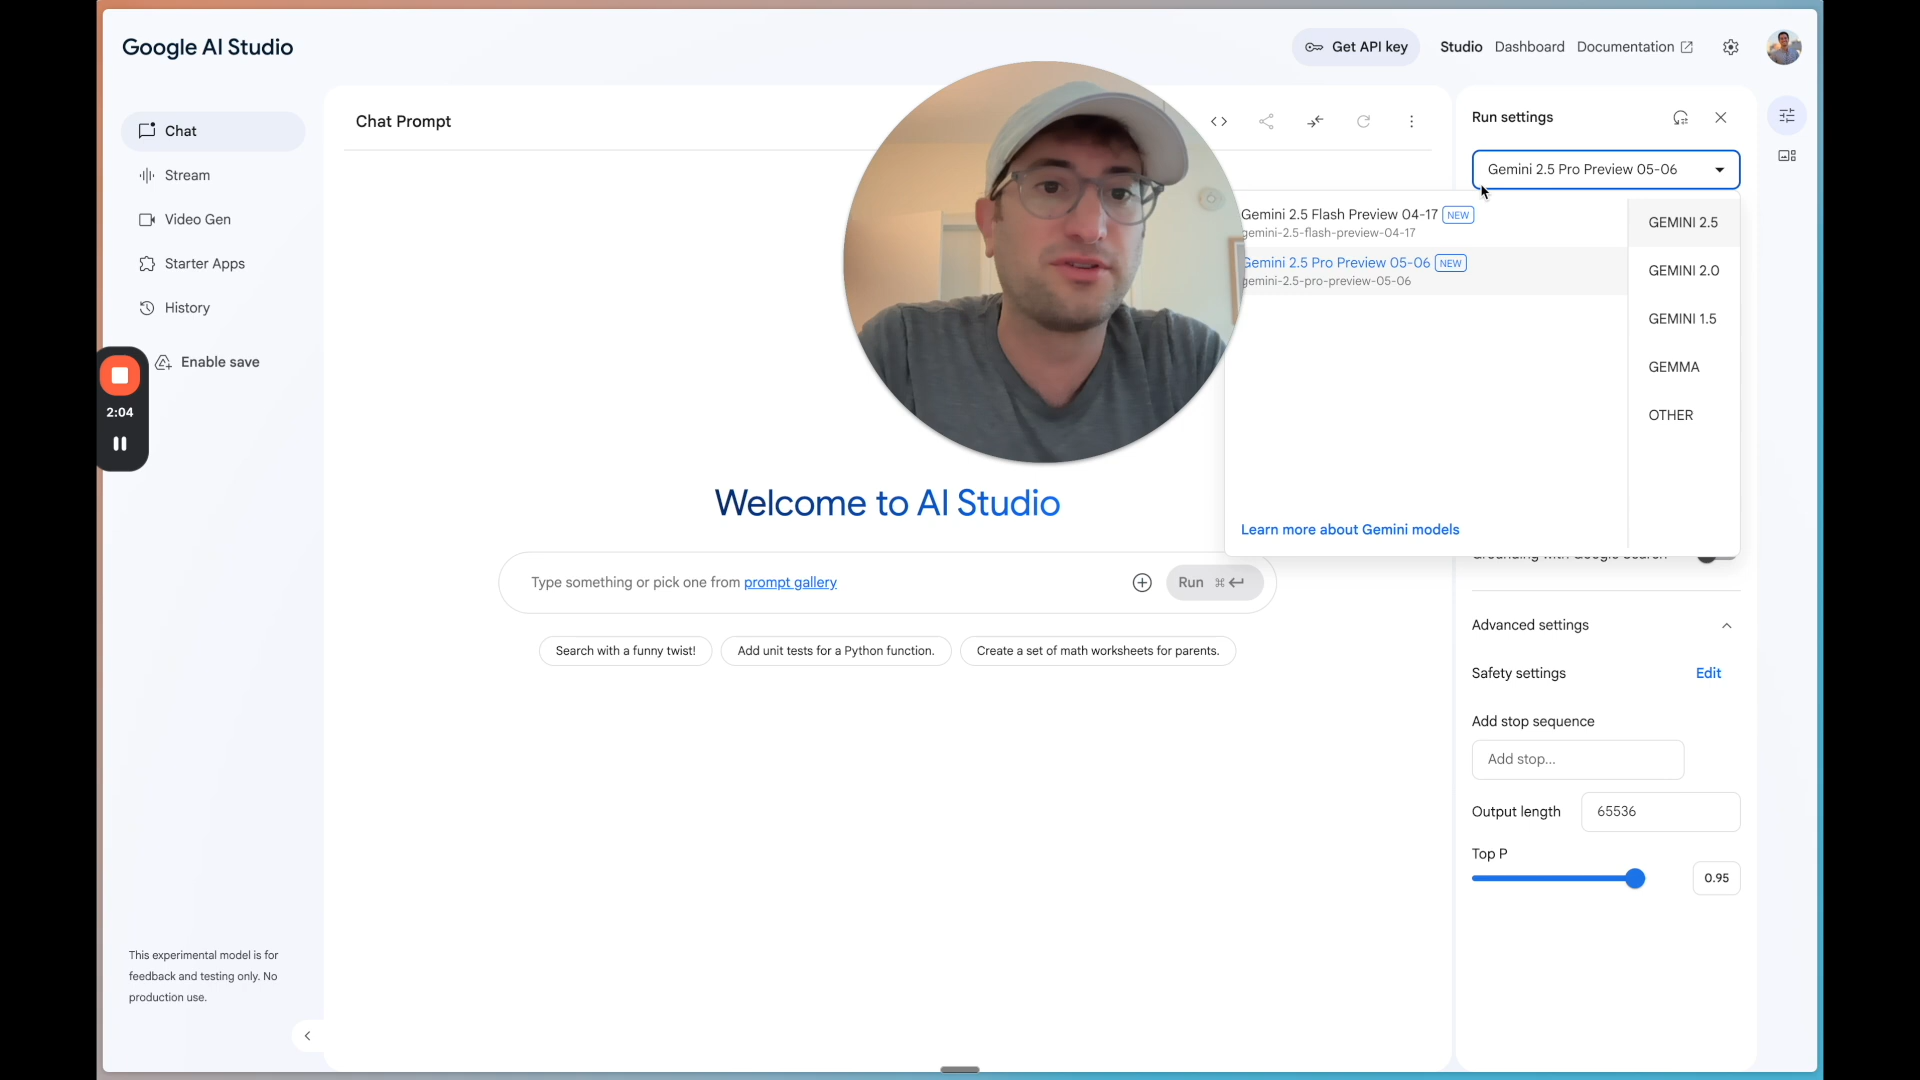 Google AI Studio
Get API key
Studio
Dashboard
Documentation
Chat
Stream
Video Gen
Starter Apps
History
Enable save
2:04
This experimental model is for
feedback and testing only. No
production use.
Chat Prompt
Welcome to AI Studio
Type something or pick one from prompt gallery
Run ⌘
Search with a funny twist!
Add unit tests for a Python function.
Create a set of math worksheets for parents.
Run settings
Gemini 2.5 Pro Preview 05-06
Gemini 2.5 Flash Preview 04-17 NEW
gemini-2.5-flash-preview-04-17
Gemini 2.5 Pro Preview 05-06 NEW
gemini-2.5-pro-preview-05-06
Learn more about Gemini models
GEMINI 2.5
GEMINI 2.0
GEMINI 1.5
GEMMA
OTHER
Grounding with Google Search
Advanced settings
Safety settings
Edit
Add stop sequence
Add stop...
Output length
65536
Top P
0.95